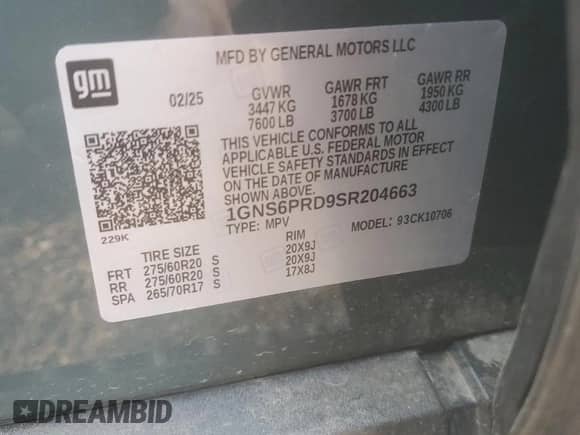 gm
MFD BY GENERAL MOTORS LLC
02/25 GVWR GAWR FRT GAWR RR
3447 KG 1678 KG 1950 KG
7600 LB 3700 LB 4300 LB
THIS VEHICLE CONFORMS TO ALL
APPLICABLE U.S. FEDERAL MOTOR
VEHICLE SAFETY STANDARDS IN EFFECT
ON THE DATE OF MANUFACTURE
SHOWN ABOVE.
1GNS6PRD9SR204663
229K TYPE: MPV MODEL: 93CK10706
TIRE SIZE RIM
FRT 275/60R20 S 20X9J
RR 275/60R20 S 20X9J
SPA 265/70R17 S 17X8J
DREAMBID